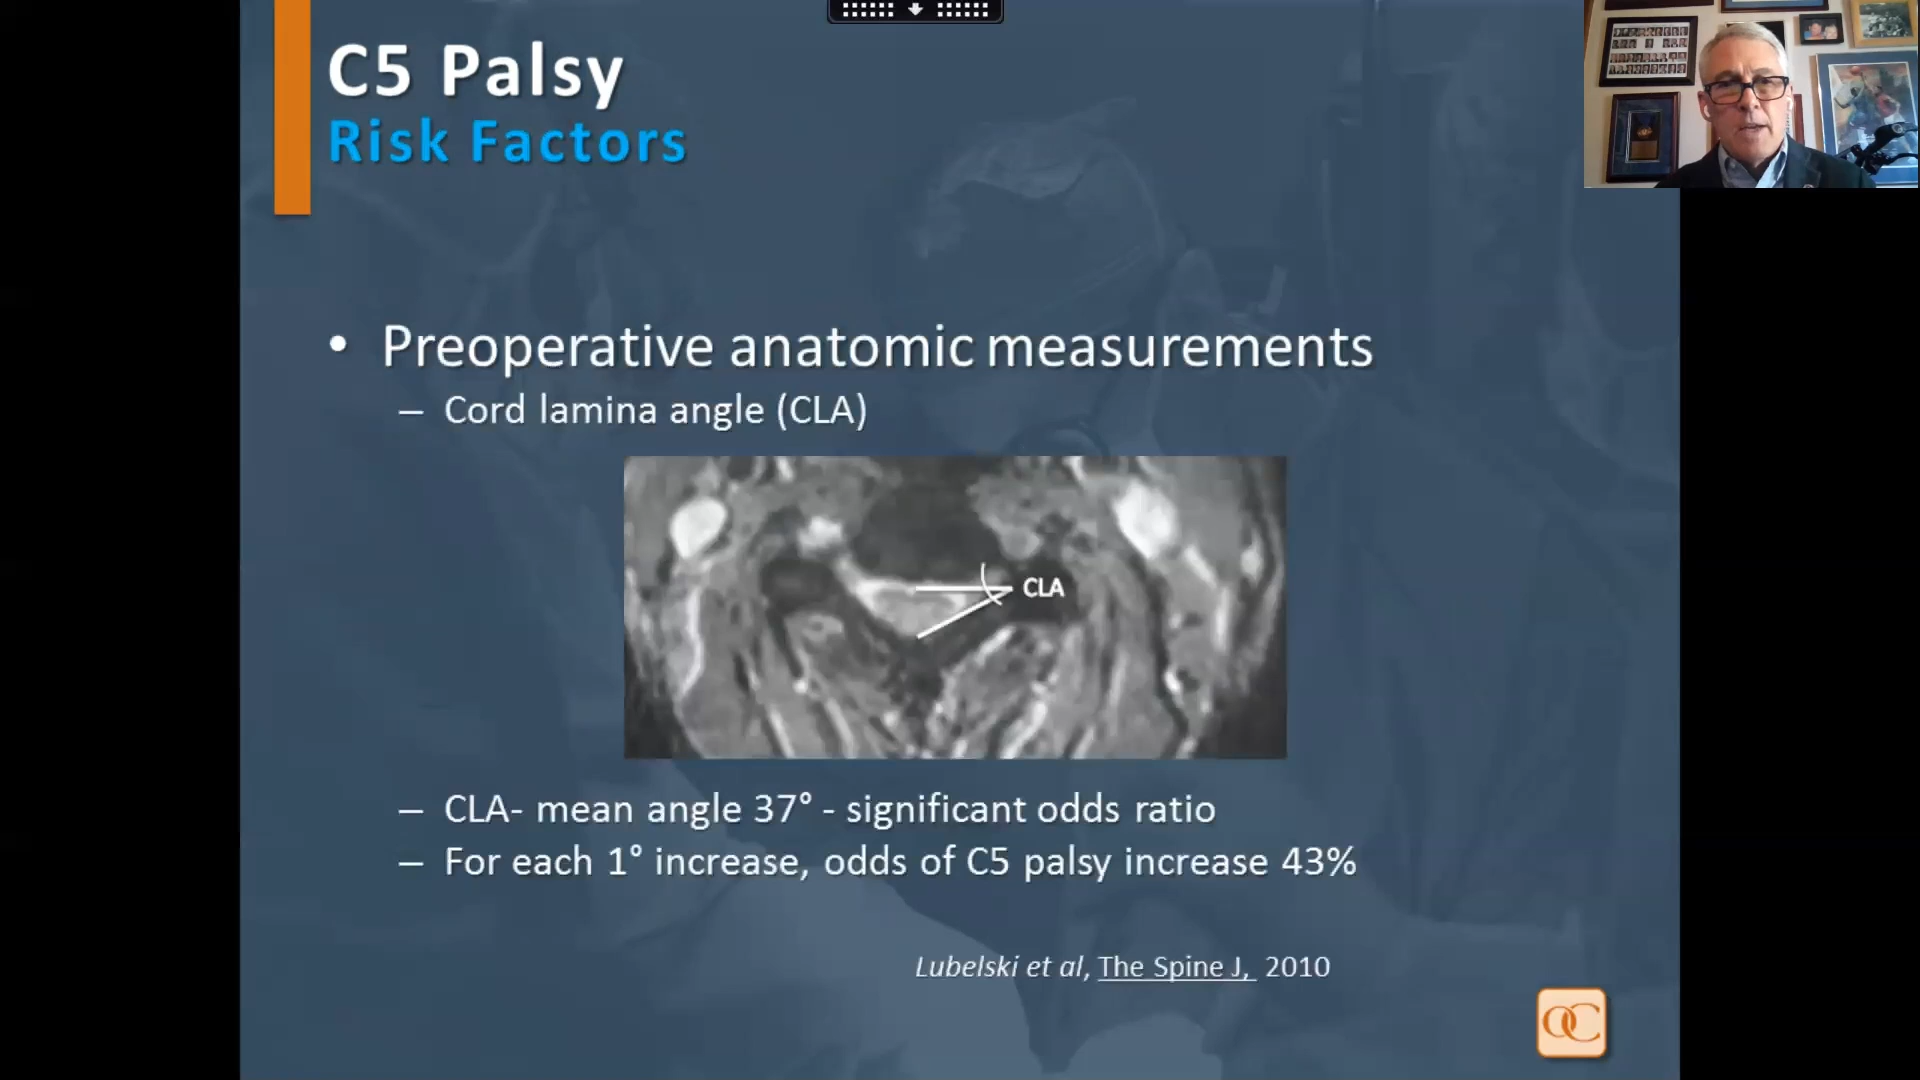 C5 Palsy
Risk Factors
• Preoperative anatomic measurements
– Cord lamina angle (CLA)
CLA
– CLA- mean angle 37° - significant odds ratio
– For each 1° increase, odds of C5 palsy increase 43%
Lubelski et al, The Spine J, 2010
OC